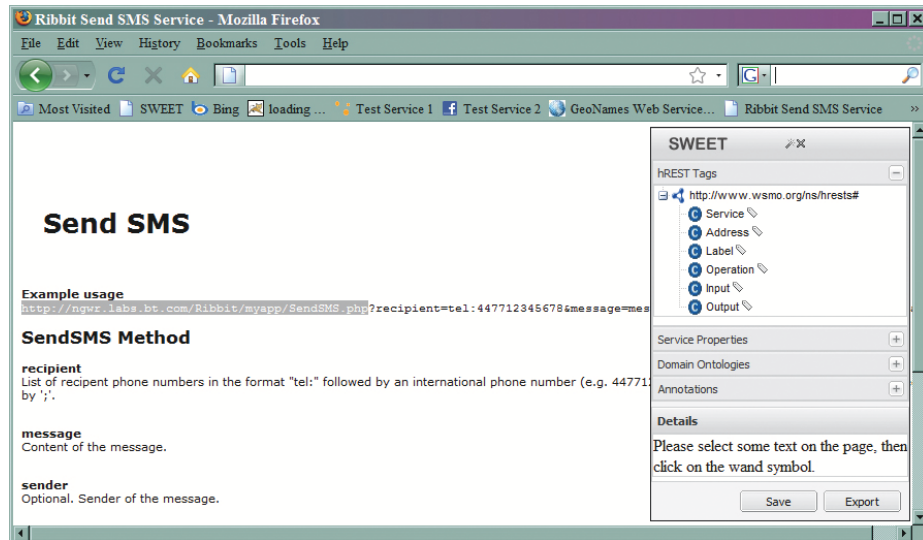 Ribbit Send SMS Service - Mozilla Firefox
File Edit View History Bookmarks Tools Help
G
Most Visited SWEET Bing loading ... Test Service 1 Test Service 2 GeoNames Web Service... Ribbit Send SMS Service »
SWEET
hREST Tags
http://www.wsmo.org/ns/hrests#
C Service
C Address
C Label
C Operation
C Input
C Output
Service Properties
Domain Ontologies
Annotations
Details
Please select some text on the page, then
click on the wand symbol.
Save Export
Send SMS
Example usage
http://ngwr.labs.bt.com/Ribbit/myapp/SendSMS.php?recipient=tel:447712345678&message=mes
SendSMS Method
recipient
List of recipent phone numbers in the format "tel:" followed by an international phone number (e.g. 44771
by ';'.
message
Content of the message.
sender
Optional. Sender of the message.